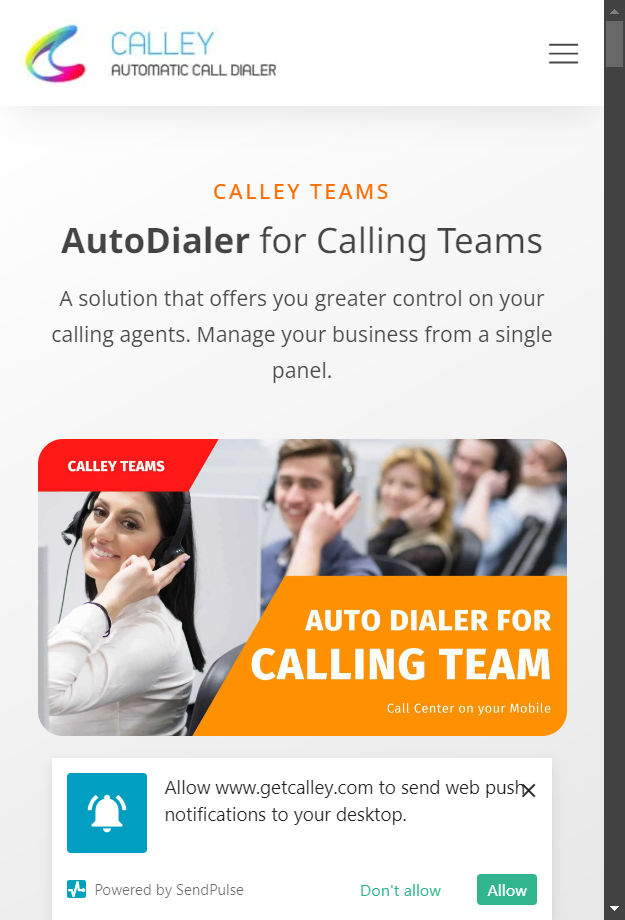 CALLEY
AUTOMATIC CALL DIALER
CALLEY TEAMS
AutoDialer for Calling Teams
A solution that offers you greater control on your
calling agents. Manage your business from a single
panel.
CALLEY TEAMS
AUTO DIALER FOR
CALLING TEAM
Call Center on your Mobile
Allow www.getcalley.com to send web push
notifications to your desktop.
Powered by SendPulse
Don't allow
Allow